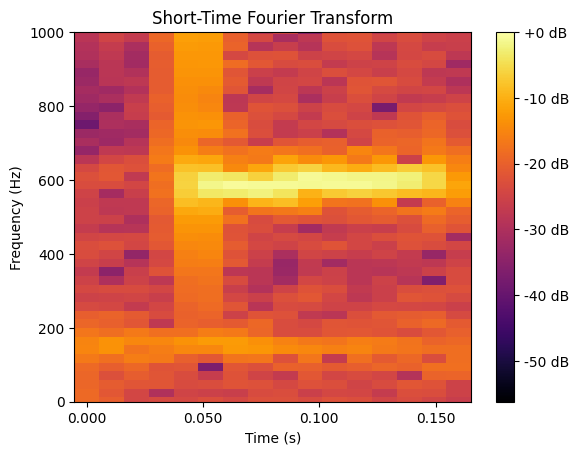 Short-Time Fourier Transform
1000
800
600
400
200
0
Frequency (Hz)
0.000
0.050
0.100
0.150
Time (s)
+0 dB
-10 dB
-20 dB
-30 dB
-40 dB
-50 dB